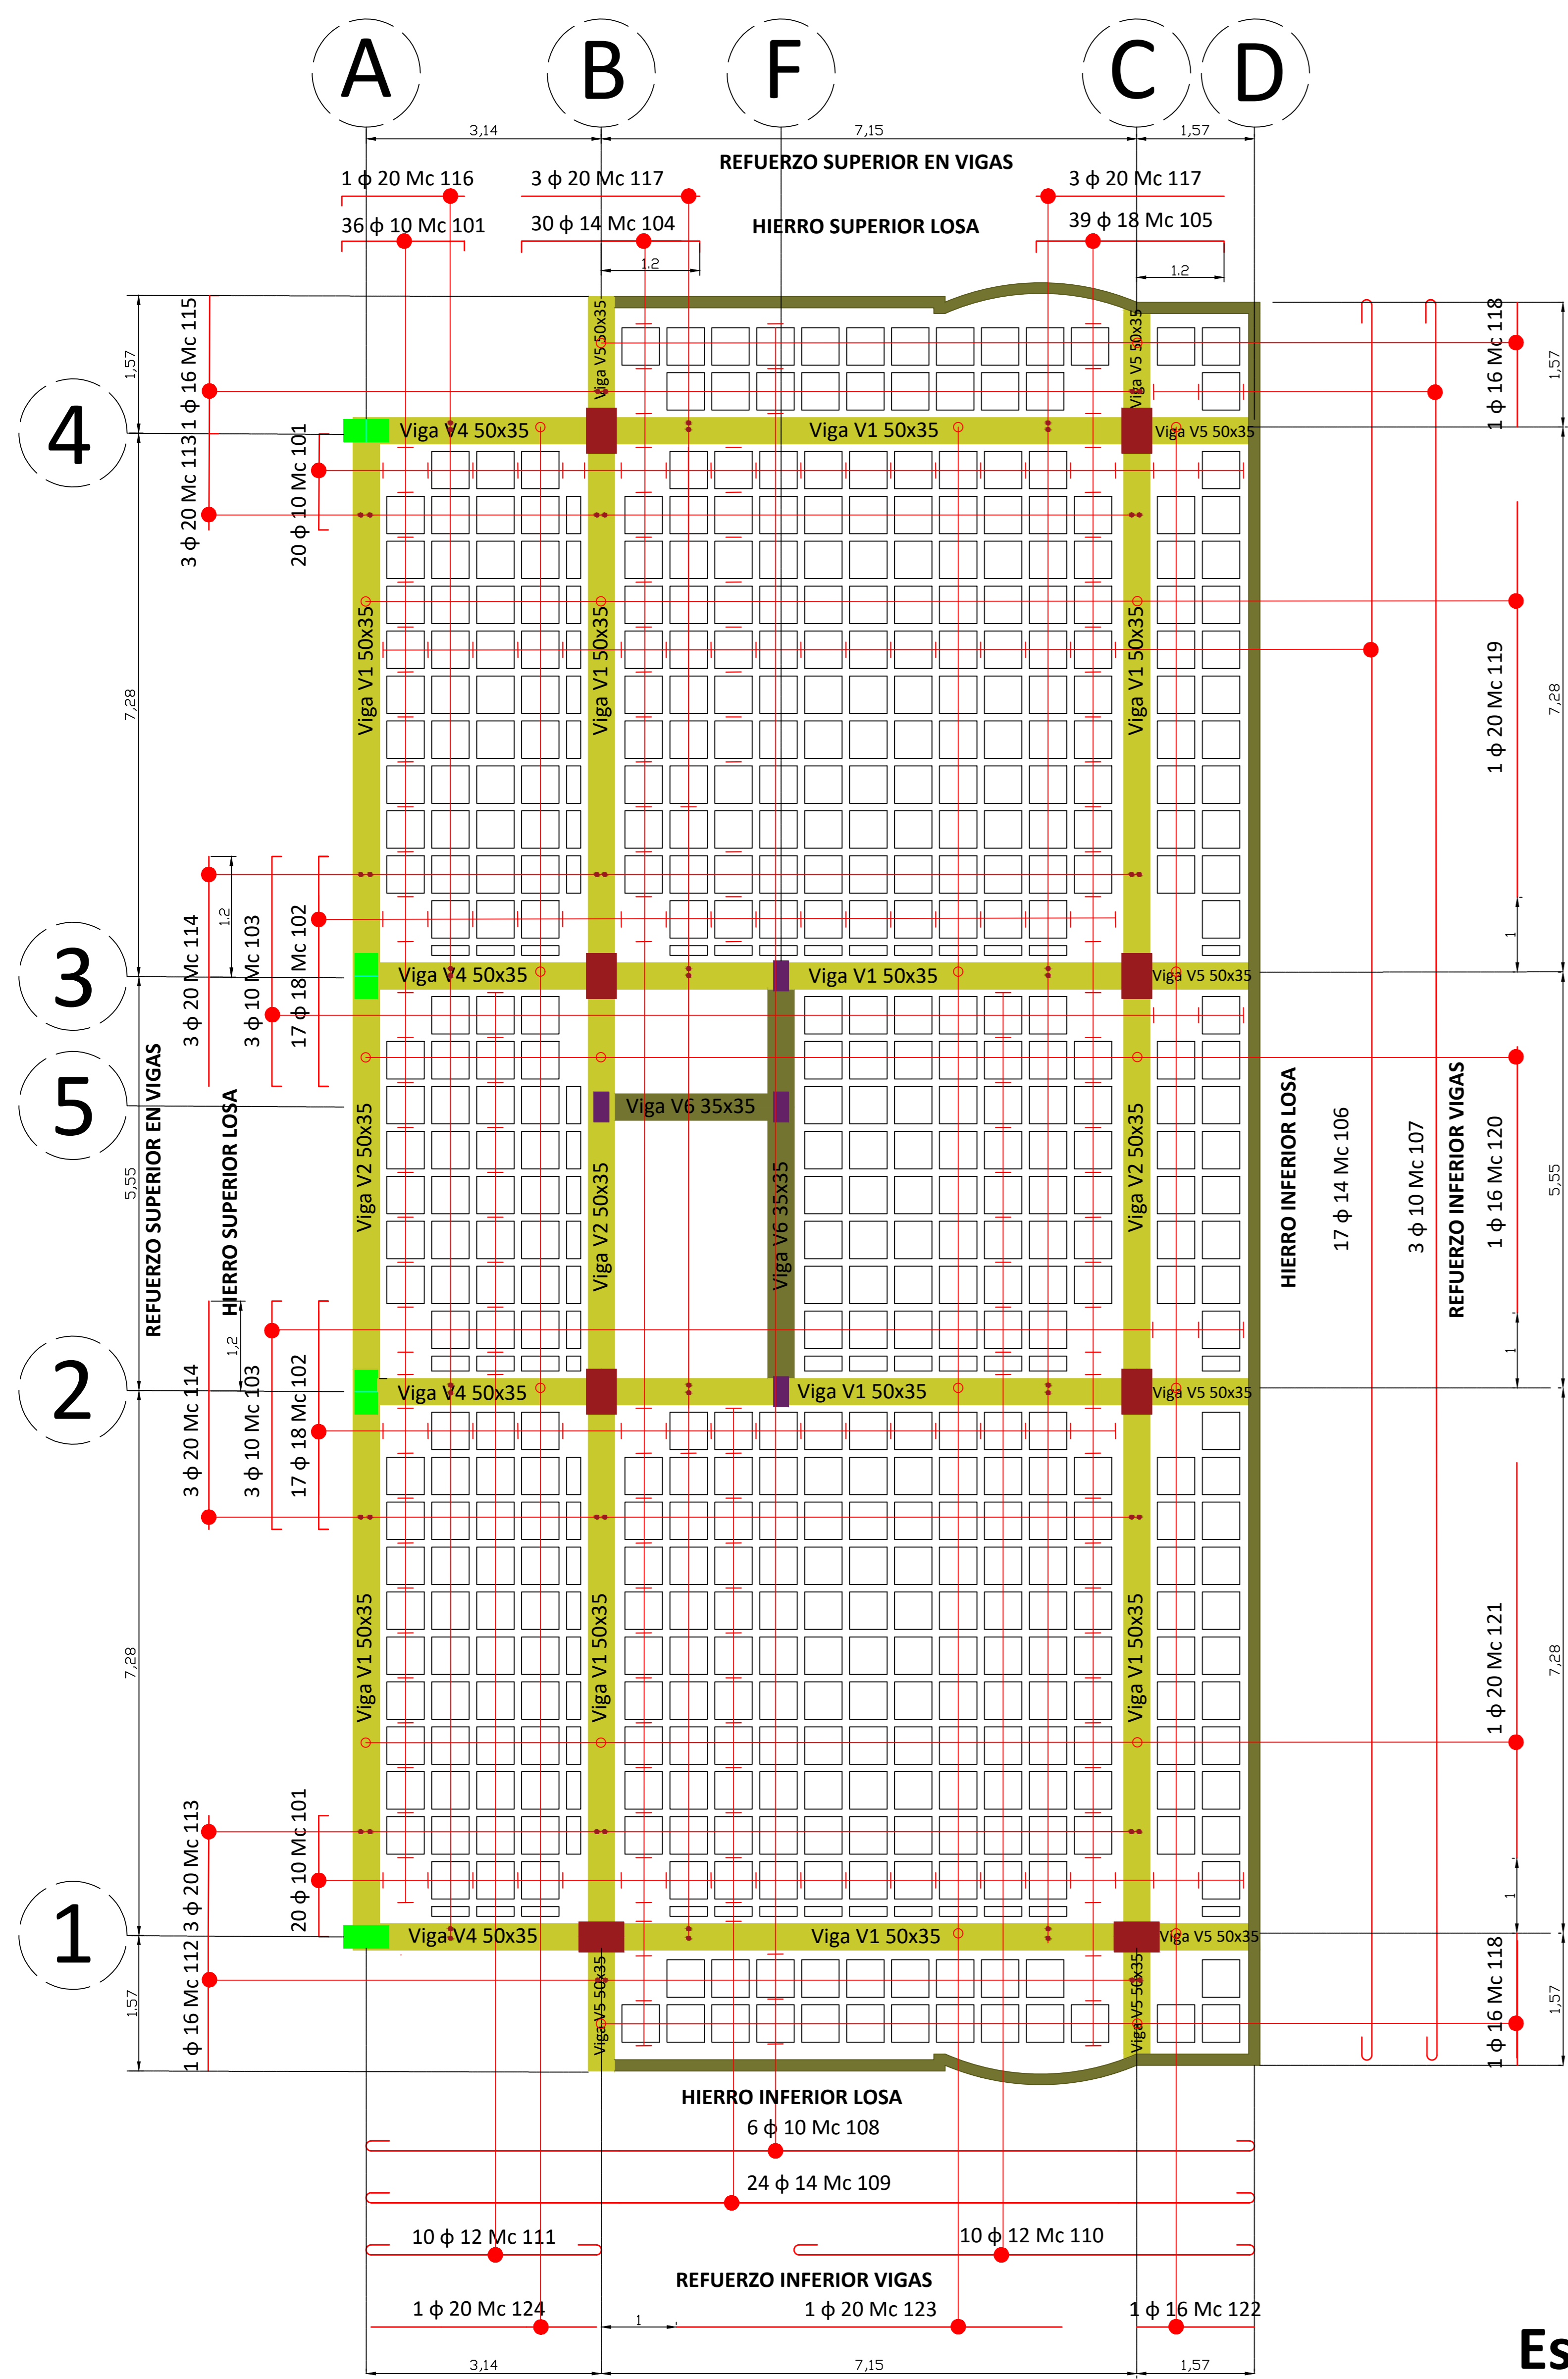 A B F C D
3,14 7,15 1,57
REFUERZO SUPERIOR EN VIGAS
1 ϕ 20 Mc 116 3 ϕ 20 Mc 117 3 ϕ 20 Mc 117
36 ϕ 10 Mc 101 30 ϕ 14 Mc 104 HIERRO SUPERIOR LOSA 39 ϕ 18 Mc 105
1.2 1.2
1,57
3 ϕ 20 Mc 113 1 ϕ 16 Mc 115
Viga V5 50x35
Viga V5 50x35
1 ϕ 16 Mc 118
1,57
4
Viga V4 50x35 Viga V1 50x35 Viga V5 50x35
20 ϕ 10 Mc 101
7,28
Viga V1 50x35
Viga V1 50x35
Viga V1 50x35
1 ϕ 20 Mc 119
7,28
3 ϕ 20 Mc 114
1.2
3 ϕ 10 Mc 103
17 ϕ 18 Mc 102
1
3
Viga V4 50x35 Viga V1 50x35 Viga V5 50x35
5
Viga V6 35x35
5,55
REFUERZO SUPERIOR EN VIGAS
HIERRO SUPERIOR LOSA
Viga V2 50x35
Viga V2 50x35
Viga V6 35x35
Viga V2 50x35
HIERRO INFERIOR LOSA
17 ϕ 14 Mc 106
3 ϕ 10 Mc 107
REFUERZO INFERIOR VIGAS
1 ϕ 16 Mc 120
5,55
3 ϕ 20 Mc 114
1,2
3 ϕ 10 Mc 103
17 ϕ 18 Mc 102
1
2
Viga V4 50x35 Viga V1 50x35 Viga V5 50x35
7,28
Viga V1 50x35
Viga V1 50x35
Viga V1 50x35
1 ϕ 20 Mc 121
7,28
1 ϕ 16 Mc 112 3 ϕ 20 Mc 113
20 ϕ 10 Mc 101
1
1
Viga V4 50x35 Viga V1 50x35 Viga V5 50x35
1.57
Viga V5 50x35
Viga V5 50x35
1 ϕ 16 Mc 118
1,57
HIERRO INFERIOR LOSA
6 ϕ 10 Mc 108
24 ϕ 14 Mc 109
10 ϕ 12 Mc 111 10 ϕ 12 Mc 110
REFUERZO INFERIOR VIGAS
1 ϕ 20 Mc 124 1 1 ϕ 20 Mc 123 1 ϕ 16 Mc 122
Es
3,14 7,15 1,57